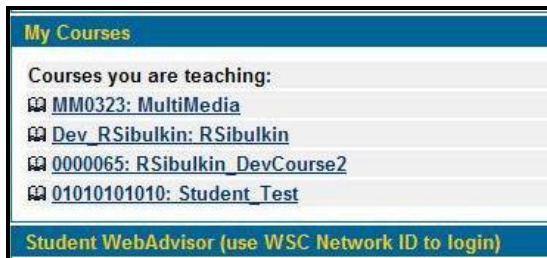 My Courses
Courses you are teaching:
MM0323: MultiMedia
Dev_RSibulkin: RSibulkin
0000065: RSibulkin_DevCourse2
01010101010: Student_Test
Student WebAdvisor (use WSC Network ID to login)